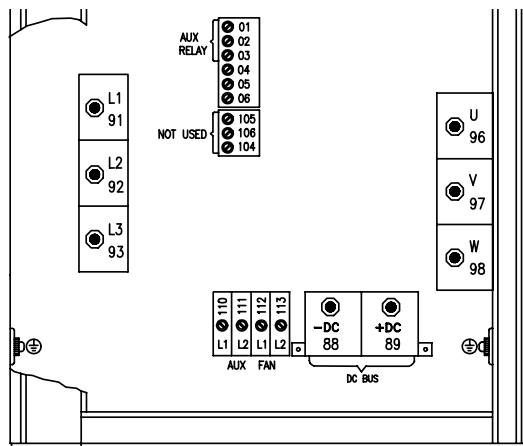 AUX
RELAY
01
02
03
04
05
06
NOT USED
105
106
104
L1
91
L2
92
L3
93
U
96
V
97
W
98
110
111
112
113
L1
L2
L1
L2
AUX FAN
-DC
88
+DC
89
DC BUS